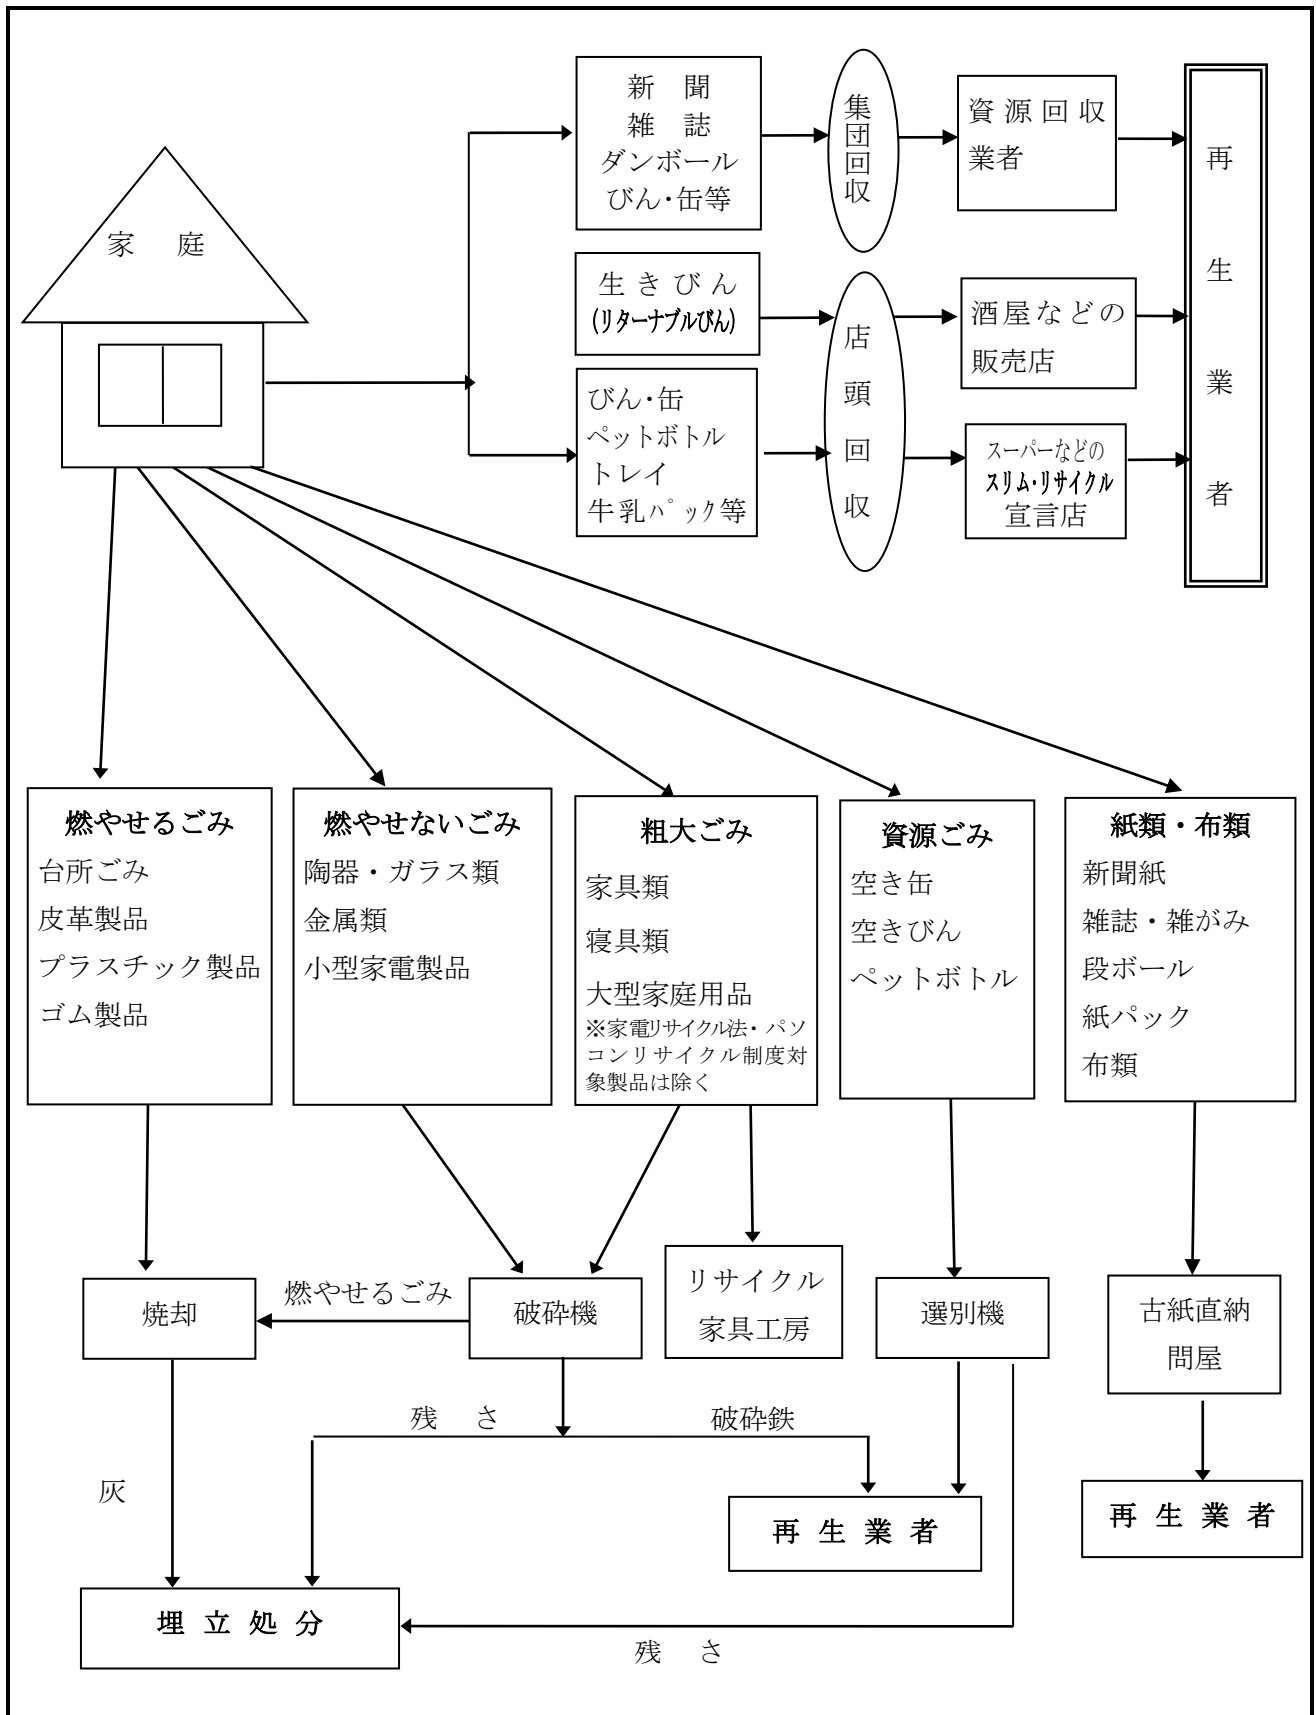 家 庭
新 聞
雑 誌
ダンボール
びん・缶等
集団回収
資源回収
業者
再生業者
生きびん
(リターナブルびん)
店頭回収
酒屋などの
販売店
びん・缶
ペットボトル
トレイ
牛乳パック等
スーパーなどの
スリム・リサイクル
宣言店
燃やせるごみ
台所ごみ
皮革製品
プラスチック製品
ゴム製品
燃やせないごみ
陶器・ガラス類
金属類
小型家電製品
粗大ごみ
家具類
寝具類
大型家庭用品
※家電リサイクル法・パソ
コンリサイクル制度対
象製品は除く
資源ごみ
空き缶
空きびん
ペットボトル
紙類・布類
新聞紙
雑誌・雑がみ
段ボール
紙パック
布類
焼却
燃やせるごみ
破砕機
リサイクル
家具工房
選別機
古紙直納
問屋
残 さ
破砕鉄
灰
再生業者
再生業者
埋立処分
残 さ